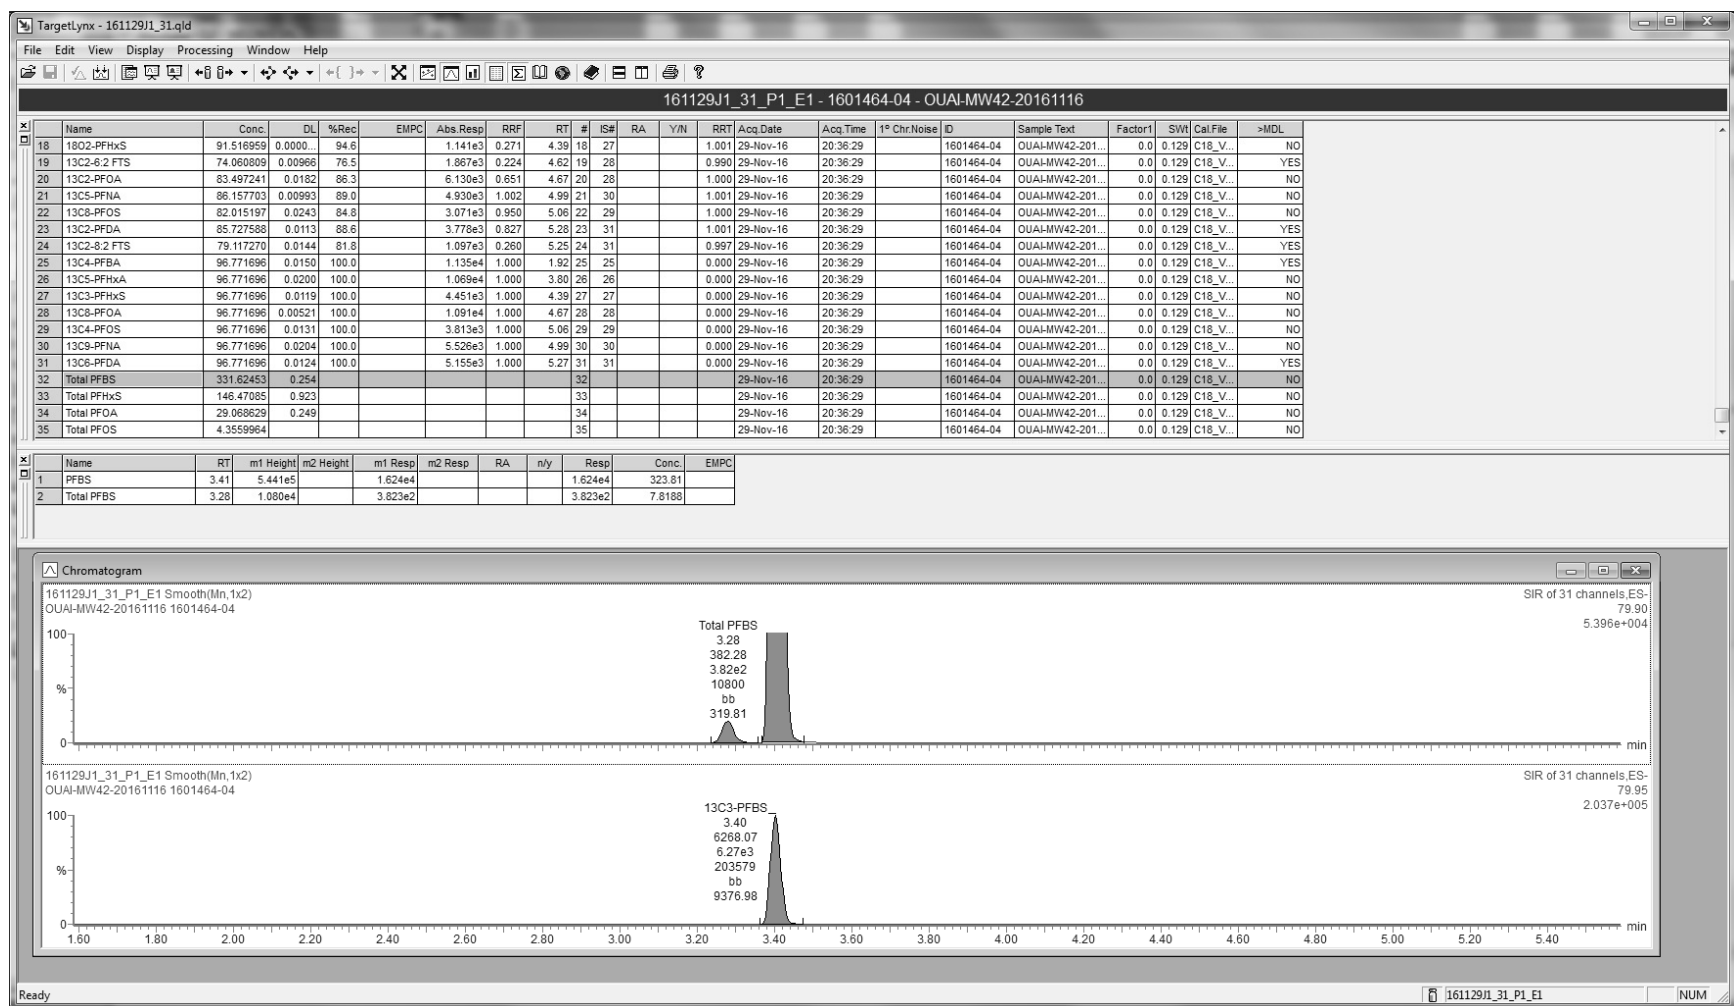 TargetLynx - 161129J1_31.qld
File Edit View Display Processing Window Help
161129J1_31_P1_E1 - 1601464-04 - OUAI-MW42-20161116
Name Conc. DL %Rec EMPC Abs.Resp RRF RT # IS# RA Y/N RRT Acq.Date Acq.Time 1° Chr.Noise ID Sample Text Factor1 SWt Cal.File >MDL
18 18O2-PFHxS 91.516959 0.0000... 94.6 1.141e3 0.271 4.39 18 27 1.001 29-Nov-16 20:36:29 1601464-04 OUAI-MW42-201... 0.0 0.129 C18_V... NO
19 13C2-6:2 FTS 74.060809 0.00966 76.5 1.867e3 0.224 4.62 19 28 0.990 29-Nov-16 20:36:29 1601464-04 OUAI-MW42-201... 0.0 0.129 C18_V... YES
20 13C2-PFOA 83.497241 0.0182 86.3 6.130e3 0.651 4.67 20 28 1.000 29-Nov-16 20:36:29 1601464-04 OUAI-MW42-201... 0.0 0.129 C18_V... NO
21 13C5-PFNA 86.157703 0.00993 89.0 4.930e3 1.002 4.99 21 30 1.001 29-Nov-16 20:36:29 1601464-04 OUAI-MW42-201... 0.0 0.129 C18_V... NO
22 13C8-PFOS 82.015197 0.0243 84.8 3.071e3 0.950 5.06 22 29 1.000 29-Nov-16 20:36:29 1601464-04 OUAI-MW42-201... 0.0 0.129 C18_V... NO
23 13C2-PFDA 85.727588 0.0113 88.6 3.778e3 0.827 5.28 23 31 1.001 29-Nov-16 20:36:29 1601464-04 OUAI-MW42-201... 0.0 0.129 C18_V... YES
24 13C2-8:2 FTS 79.117270 0.0144 81.8 1.097e3 0.260 5.25 24 31 0.997 29-Nov-16 20:36:29 1601464-04 OUAI-MW42-201... 0.0 0.129 C18_V... YES
25 13C4-PFBA 96.771696 0.0150 100.0 1.135e4 1.000 1.92 25 25 0.000 29-Nov-16 20:36:29 1601464-04 OUAI-MW42-201... 0.0 0.129 C18_V... YES
26 13C5-PFHxA 96.771696 0.0200 100.0 1.069e4 1.000 3.80 26 26 0.000 29-Nov-16 20:36:29 1601464-04 OUAI-MW42-201... 0.0 0.129 C18_V... NO
27 13C3-PFHxS 96.771696 0.0119 100.0 4.451e3 1.000 4.39 27 27 0.000 29-Nov-16 20:36:29 1601464-04 OUAI-MW42-201... 0.0 0.129 C18_V... NO
28 13C8-PFOA 96.771696 0.00521 100.0 1.091e4 1.000 4.67 28 28 0.000 29-Nov-16 20:36:29 1601464-04 OUAI-MW42-201... 0.0 0.129 C18_V... NO
29 13C4-PFOS 96.771696 0.0131 100.0 3.813e3 1.000 5.06 29 29 0.000 29-Nov-16 20:36:29 1601464-04 OUAI-MW42-201... 0.0 0.129 C18_V... NO
30 13C9-PFNA 96.771696 0.0204 100.0 5.526e3 1.000 4.99 30 30 0.000 29-Nov-16 20:36:29 1601464-04 OUAI-MW42-201... 0.0 0.129 C18_V... NO
31 13C6-PFDA 96.771696 0.0124 100.0 5.155e3 1.000 5.27 31 31 0.000 29-Nov-16 20:36:29 1601464-04 OUAI-MW42-201... 0.0 0.129 C18_V... YES
32 Total PFBS 331.62453 0.254 32 29-Nov-16 20:36:29 1601464-04 OUAI-MW42-201... 0.0 0.129 C18_V... NO
33 Total PFHxS 146.47085 0.923 33 29-Nov-16 20:36:29 1601464-04 OUAI-MW42-201... 0.0 0.129 C18_V... NO
34 Total PFOA 29.068629 0.249 34 29-Nov-16 20:36:29 1601464-04 OUAI-MW42-201... 0.0 0.129 C18_V... NO
35 Total PFOS 4.3559964 35 29-Nov-16 20:36:29 1601464-04 OUAI-MW42-201... 0.0 0.129 C18_V... NO
Name RT m1 Height m2 Height m1 Resp m2 Resp RA n/y Resp Conc. EMPC
1 PFBS 3.41 5.441e5 1.624e4 1.624e4 323.81
2 Total PFBS 3.28 1.080e4 3.823e2 3.823e2 7.8188
Chromatogram
161129J1_31_P1_E1 Smooth(Mn,1x2)
OUAI-MW42-20161116 1601464-04
SIR of 31 channels,ES-
79.90
5.396e+004
Total PFBS
3.28
382.28
3.82e2
10800
bb
319.81
100
%
0
min
161129J1_31_P1_E1 Smooth(Mn,1x2)
OUAI-MW42-20161116 1601464-04
SIR of 31 channels,ES-
79.95
2.037e+005
13C3-PFBS
3.40
6268.07
6.27e3
203579
bb
9376.98
100
%
0
min
1.60 1.80 2.00 2.20 2.40 2.60 2.80 3.00 3.20 3.40 3.60 3.80 4.00 4.20 4.40 4.60 4.80 5.00 5.20 5.40
Ready 161129J1_31_P1_E1 NUM